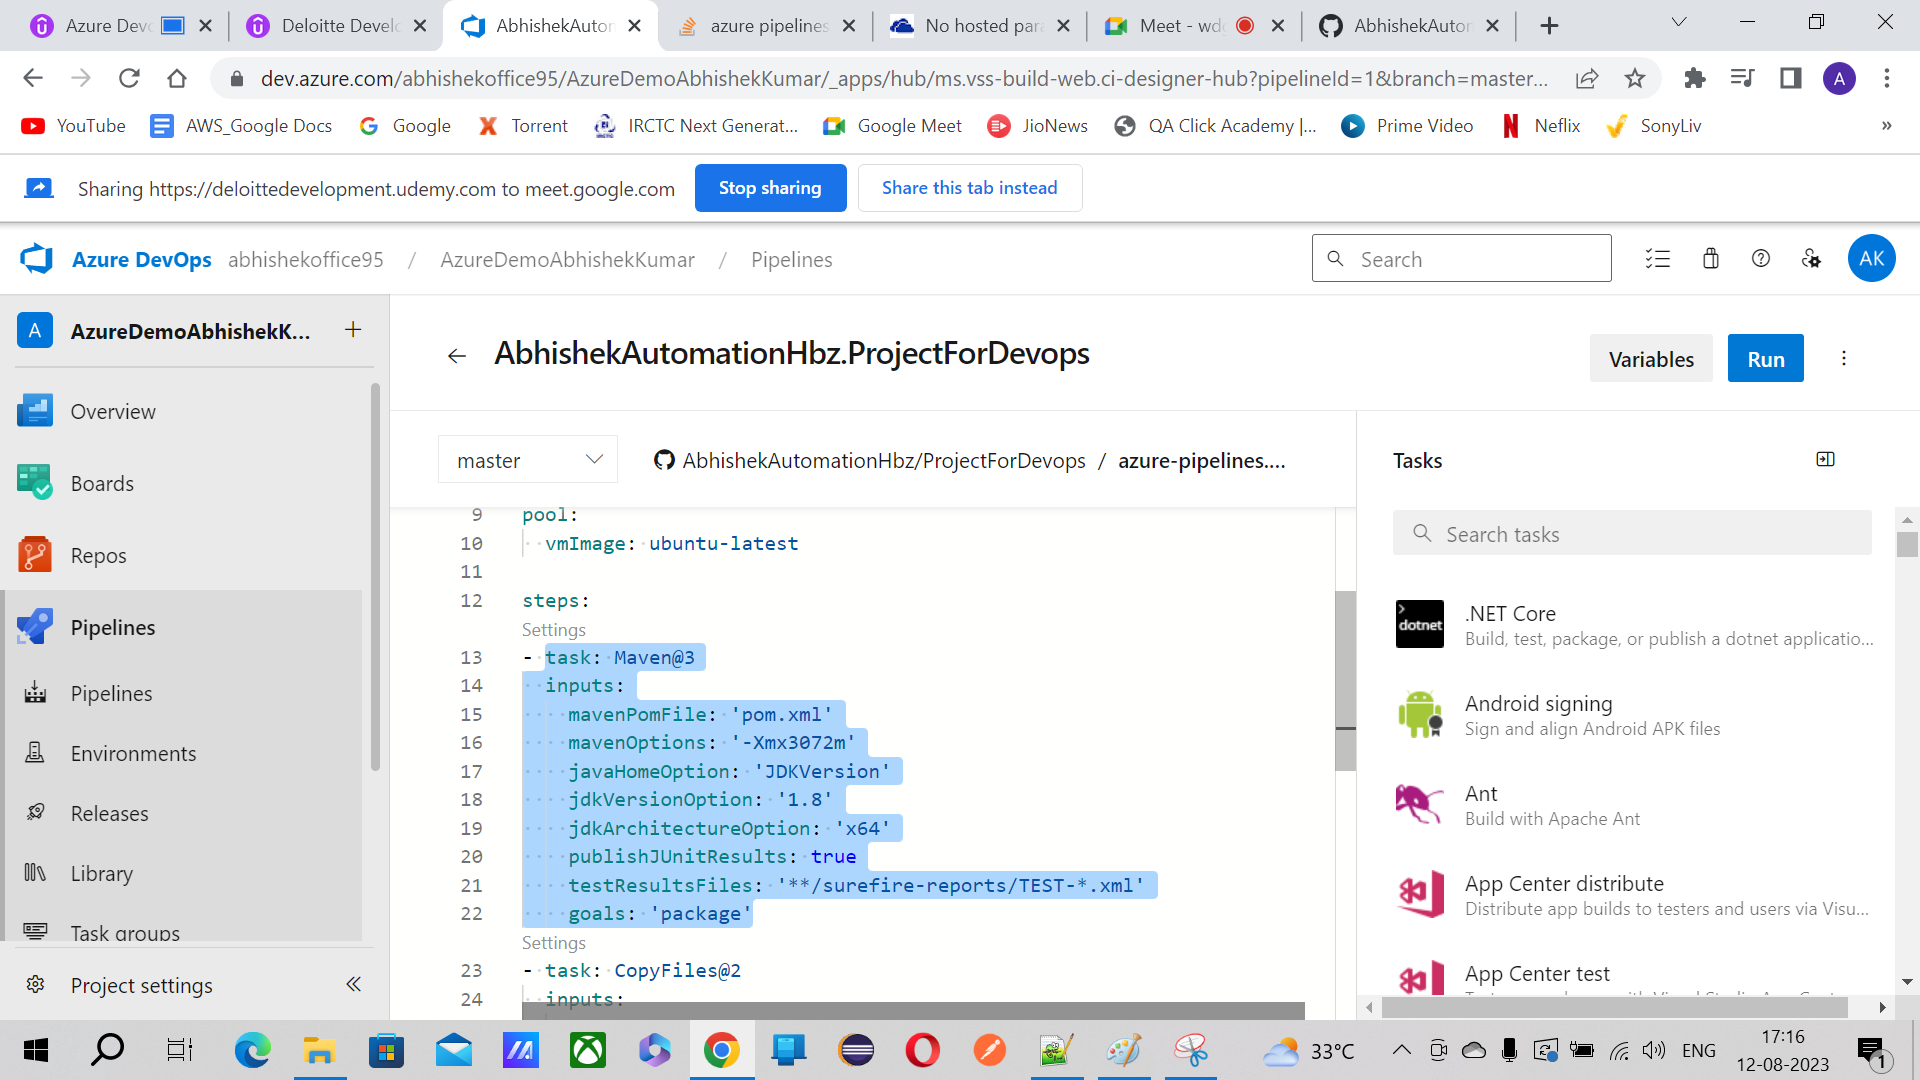 Azure Devo
Deloitte Develo
AbhishekAutom
azure pipelines
No hosted para
Meet - wdo
AbhishekAutom
dev.azure.com/abhishekoffice95/AzureDemoAbhishekKumar/_apps/hub/ms.vss-build-web.ci-designer-hub?pipelineId=1&branch=master...
A
YouTube
AWS_Google Docs
Google
Torrent
IRCTC Next Generat...
Google Meet
JioNews
QA Click Academy |...
Prime Video
Neflix
SonyLiv
»
Sharing https://deloittedevelopment.udemy.com to meet.google.com
Stop sharing
Share this tab instead
Azure DevOps abhishekoffice95 / AzureDemoAbhishekKumar / Pipelines
Search
AK
A AzureDemoAbhishekK... +
Overview
Boards
Repos
Pipelines
Pipelines
Environments
Releases
Library
Task groups
Project settings
AbhishekAutomationHbz.ProjectForDevops
Variables
Run
master
AbhishekAutomationHbz/ProjectForDevops / azure-pipelines....
9 pool:
10 vmImage: ubuntu-latest
11
12 steps:
Settings
13 - task: Maven@3
14 inputs:
15 mavenPomFile: 'pom.xml'
16 mavenOptions: '-Xmx3072m'
17 javaHomeOption: 'JDKVersion'
18 jdkVersionOption: '1.8'
19 jdkArchitectureOption: 'x64'
20 publishJUnitResults: true
21 testResultsFiles: '**/surefire-reports/TEST-*.xml'
22 goals: 'package'
Settings
23 - task: CopyFiles@2
24 inputs:
Tasks
Search tasks
dotnet
.NET Core
Build, test, package, or publish a dotnet applicatio...
Android signing
Sign and align Android APK files
Ant
Build with Apache Ant
App Center distribute
Distribute app builds to testers and users via Visu...
App Center test
33°C
ENG
17:16
12-08-2023
1